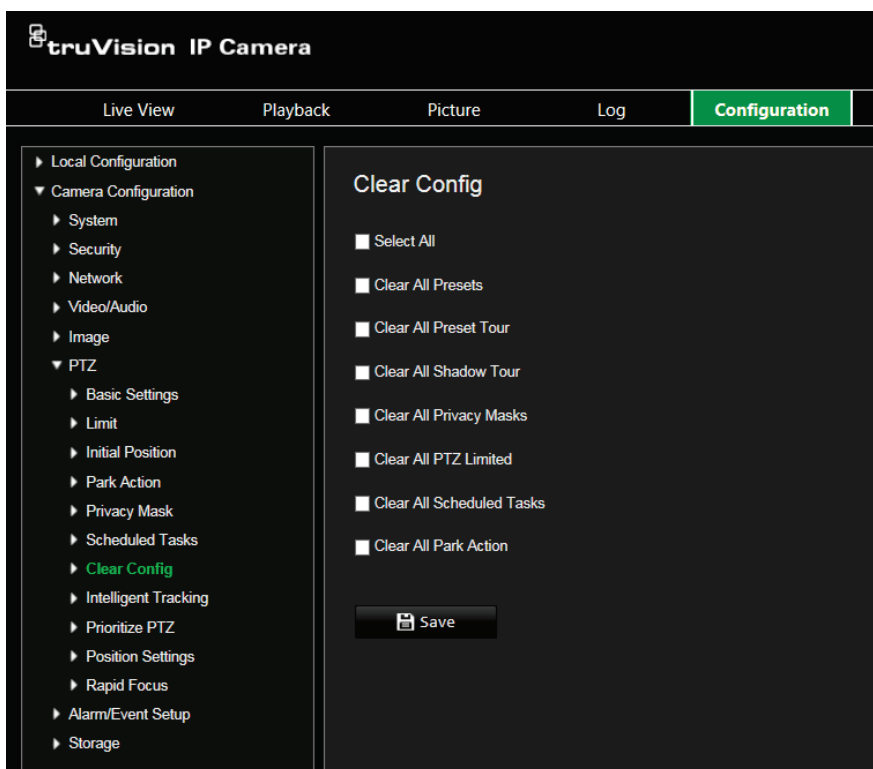 truVision IP Camera
Live View Playback Picture Log Configuration
Local Configuration
Camera Configuration
System
Security
Network
Video/Audio
Image
PTZ
Basic Settings
Limit
Initial Position
Park Action
Privacy Mask
Scheduled Tasks
Clear Config
Intelligent Tracking
Prioritize PTZ
Position Settings
Rapid Focus
Alarm/Event Setup
Storage
Clear Config
Select All
Clear All Presets
Clear All Preset Tour
Clear All Shadow Tour
Clear All Privacy Masks
Clear All PTZ Limited
Clear All Scheduled Tasks
Clear All Park Action
Save